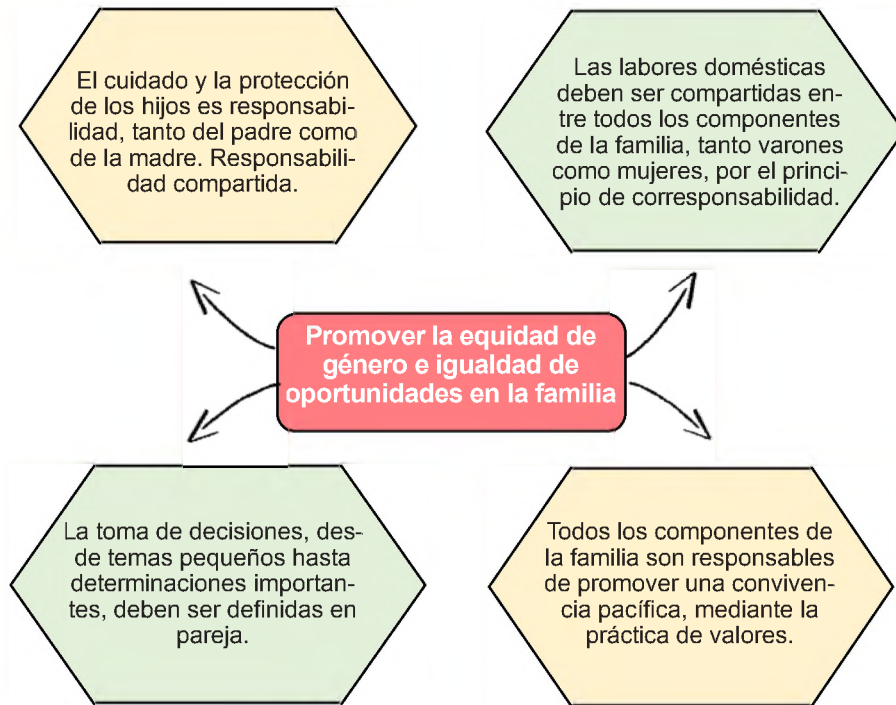 El cuidado y la protección
de los hijos es responsabi-
lidad, tanto del padre como
de la madre. Responsabili-
dad compartida.
Las labores domésticas
deben ser compartidas en-
tre todos los componentes
de la familia, tanto varones
como mujeres, por el princi-
pio de corresponsabilidad.
Promover la equidad de
género e igualdad de
oportunidades en la familia
La toma de decisiones, des-
de temas pequeños hasta
determinaciones importan-
tes, deben ser definidas en
pareja.
Todos los componentes de
la familia son responsables
de promover una conviven-
cia pacífica, mediante la
práctica de valores.